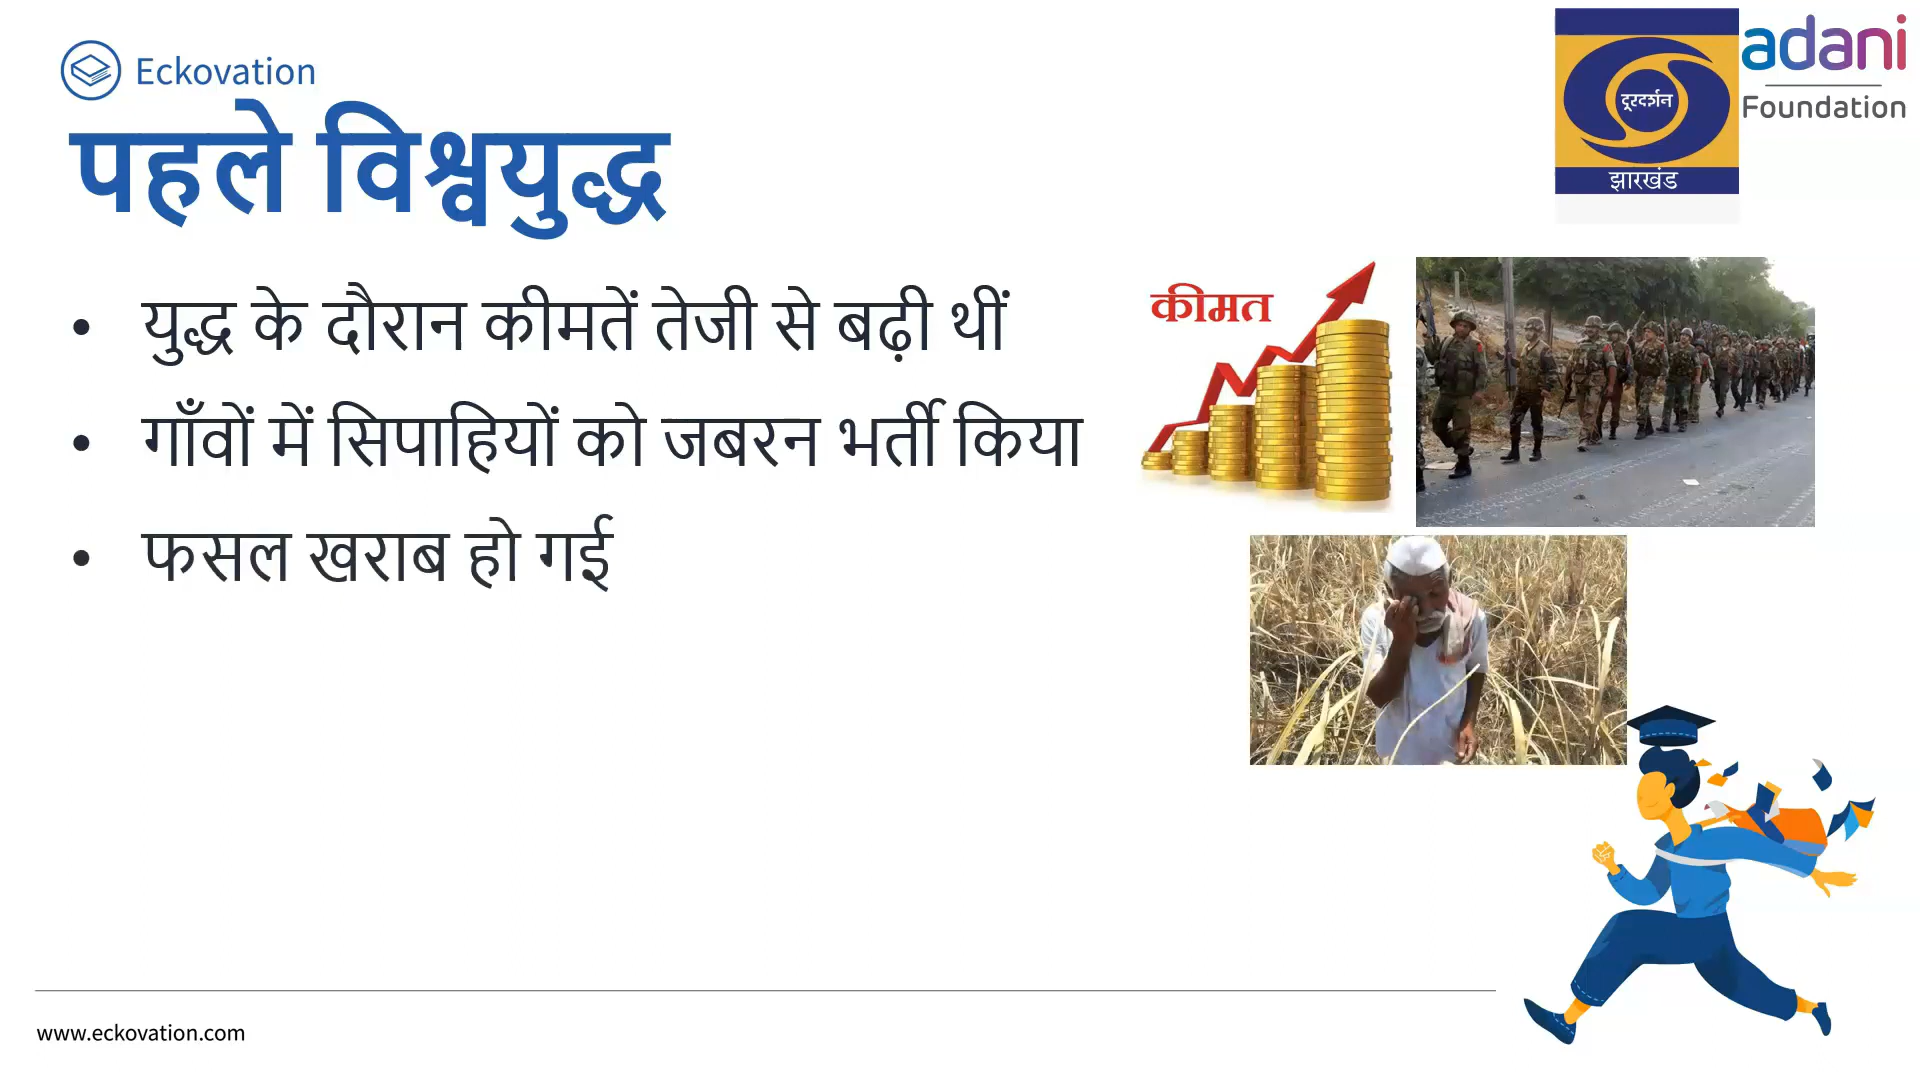 Eckovation
adani
Foundation
दूरदर्शन
झारखंड
पहले विश्वयुद्ध
• युद्ध के दौरान कीमतें तेजी से बढ़ी थीं
• गाँवों में सिपाहियों को जबरन भर्ती किया
• फसल खराब हो गई
कीमत
www.eckovation.com